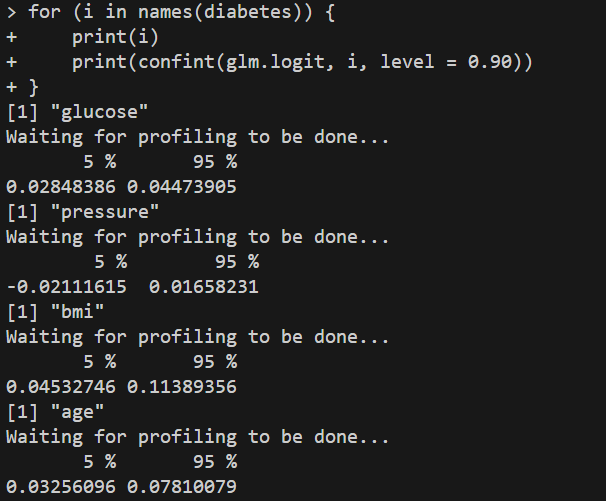 > for (i in names(diabetes)) {
+     print(i)
+     print(confint(glm.logit, i, level = 0.90))
+ }
[1] "glucose"
Waiting for profiling to be done...
       5 %       95 %
0.02848386 0.04473905
[1] "pressure"
Waiting for profiling to be done...
        5 %        95 %
-0.02111615  0.01658231
[1] "bmi"
Waiting for profiling to be done...
       5 %       95 %
0.04532746 0.11389356
[1] "age"
Waiting for profiling to be done...
       5 %       95 %
0.03256096 0.07810079